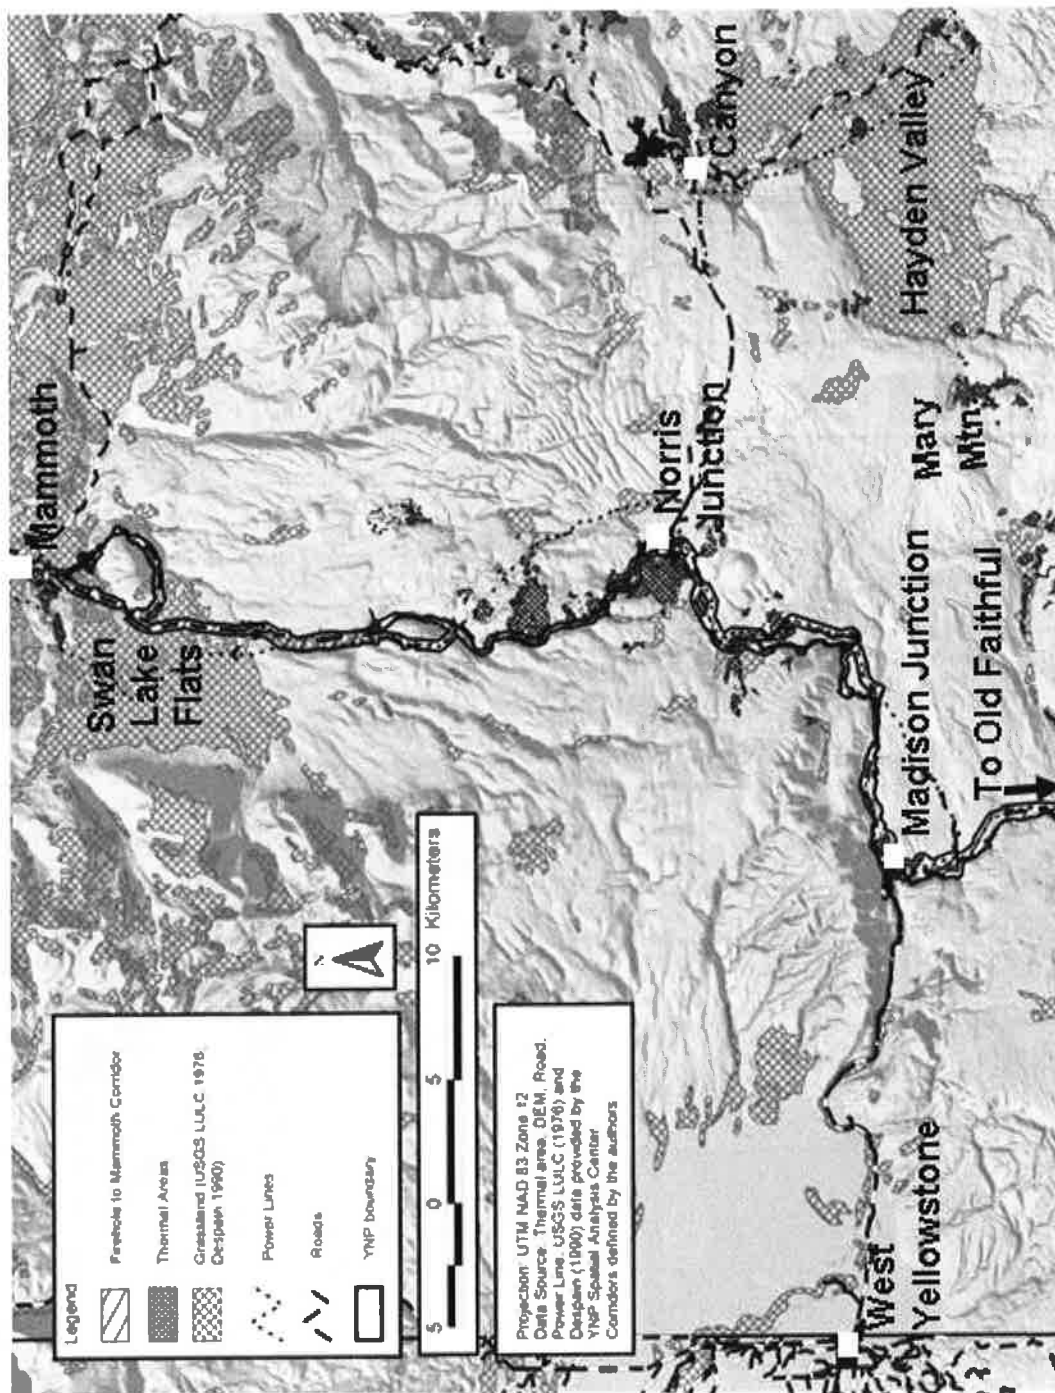 Mammoth
Swan
Lake
Flats
Norris
Junction
Canyon
Hayden Valley
Mary
Mtn.
Madison Junction
To Old Faithful
West
Yellowstone
Legend
Firehole to Mammoth Corridor
Thermal Areas
Grassland (USGS LULC 1976
Despain 1990)
Power Lines
Roads
YNP boundary
N
5 0 5 10 Kilometers
Projection: UTM NAD 83 Zone 12
Data Source: Thermal area, DEM, Road,
Power Line, USGS LULC (1976) and
Despain (1990) data provided by the
YNP Spatial Analysis Center
Corridors defined by the authors